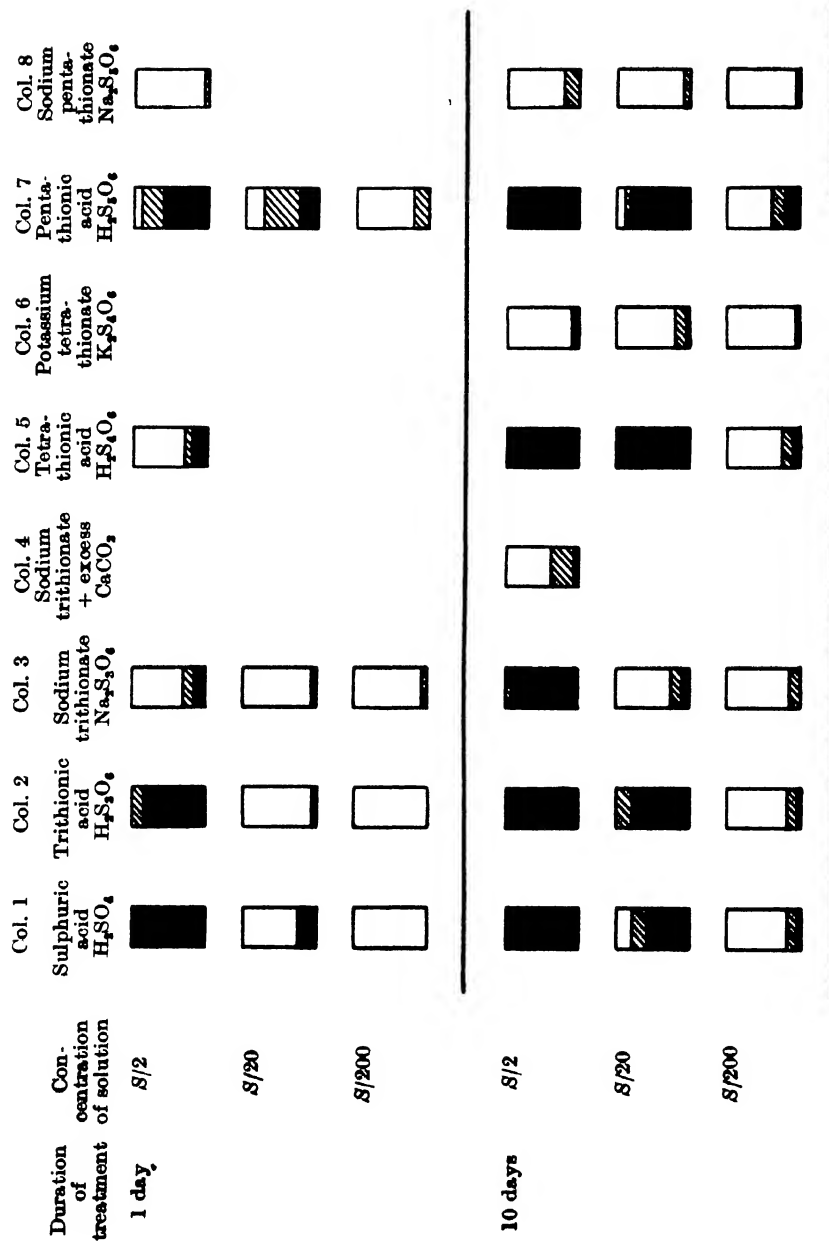 Duration
of
treatment
Con-
centration
of solution
Col. 1
Sulphuric
acid
H₂SO₄
Col. 2
Trithionic
acid
H₂S₃O₆
Col. 3
Sodium
trithionate
Na₂S₃O₆
Col. 4
Sodium
trithionate
+ excess
CaCO₃
Col. 5
Tetra-
thionic
acid
H₂S₄O₆
Col. 6
Potassium
tetra-
thionate
K₂S₄O₆
Col. 7
Penta-
thionic
acid
H₂S₅O₆
Col. 8
Sodium
penta-
thionate
Na₂S₅O₆
1 day
S/2
S/20
S/200
10 days
S/2
S/20
S/200